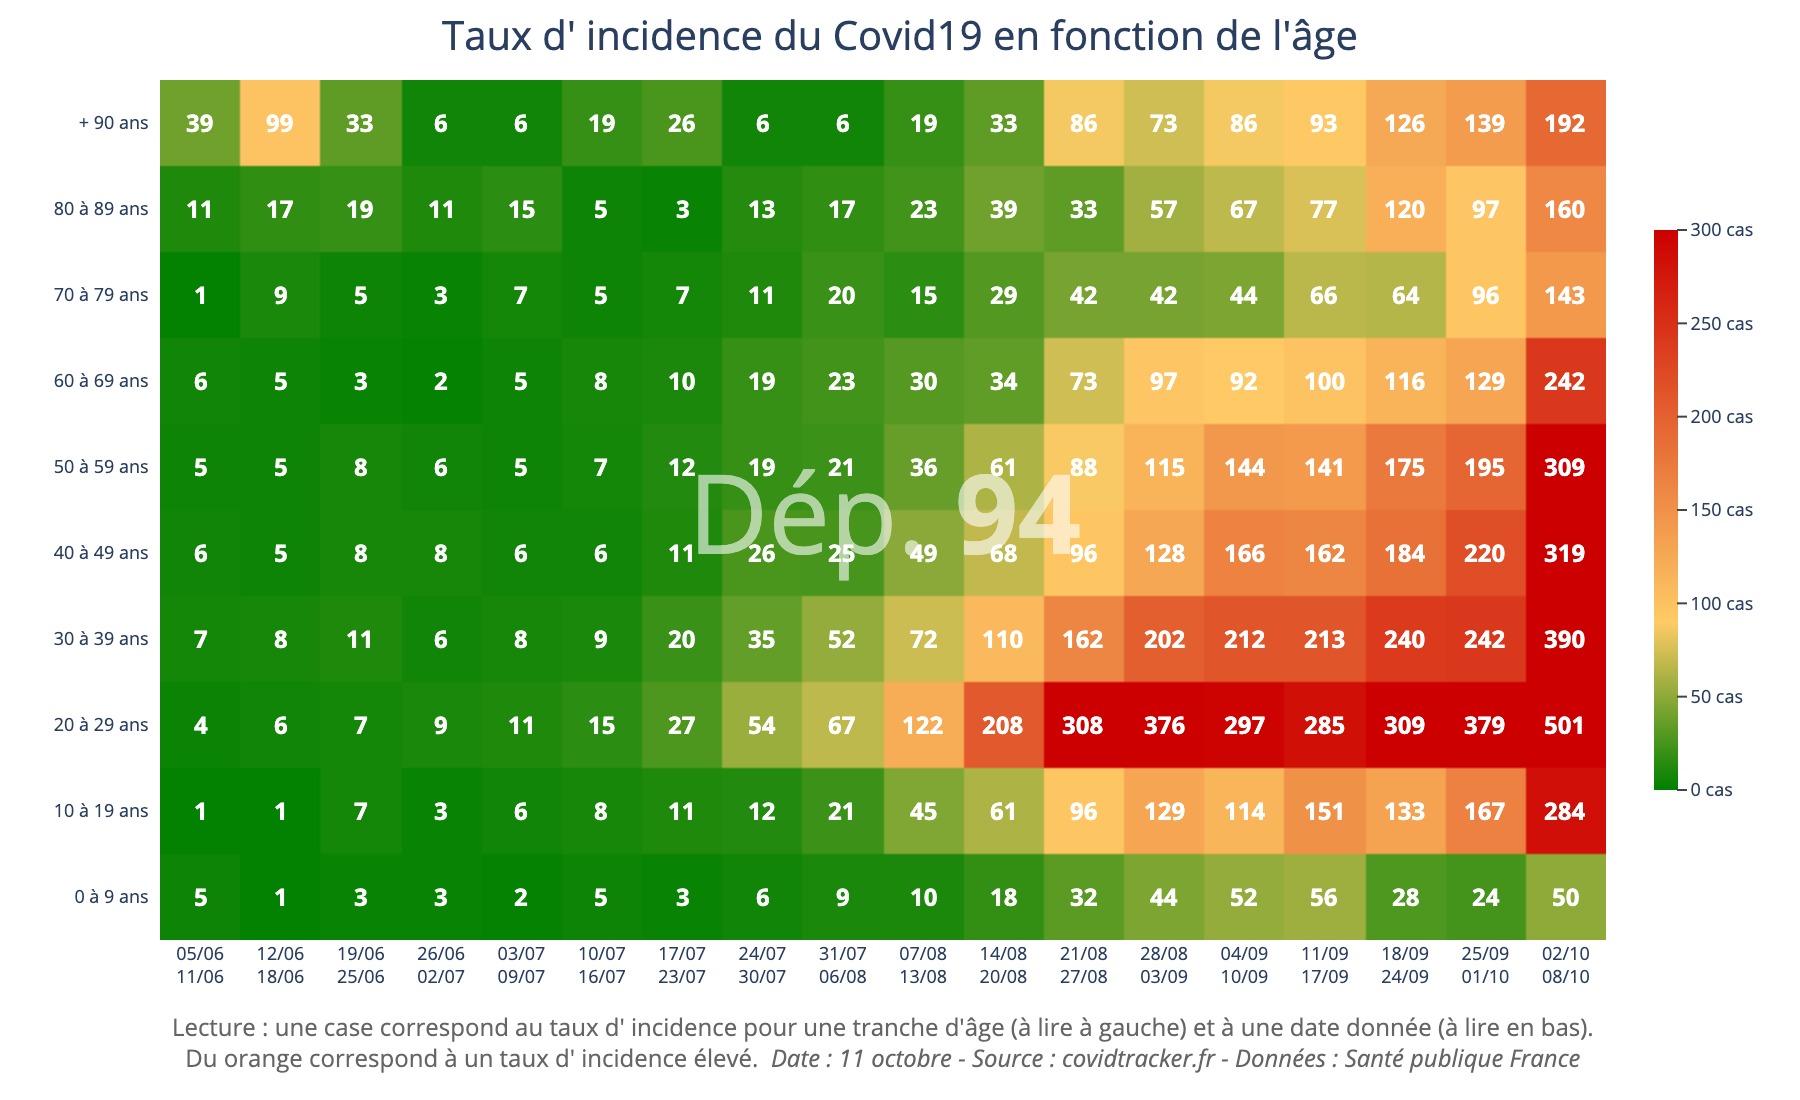 Taux d' incidence du Covid19 en fonction de l'âge
+ 90 ans 39 99 33 6 6 19 26 6 6 19 33 86 73 86 93 126 139 192
80 à 89 ans 11 17 19 11 15 5 3 13 17 23 39 33 57 67 77 120 97 160
70 à 79 ans 1 9 5 3 7 5 7 11 20 15 29 42 42 44 66 64 96 143
60 à 69 ans 6 5 3 2 5 8 10 19 23 30 34 73 97 92 100 116 129 242
50 à 59 ans 5 5 8 6 5 7 12 19 21 36 61 88 115 144 141 175 195 309
Dép. 94
40 à 49 ans 6 5 8 8 6 6 11 26 25 49 68 96 128 166 162 184 220 319
30 à 39 ans 7 8 11 6 8 9 20 35 52 72 110 162 202 212 213 240 242 390
20 à 29 ans 4 6 7 9 11 15 27 54 67 122 208 308 376 297 285 309 379 501
10 à 19 ans 1 1 7 3 6 8 11 12 21 45 61 96 129 114 151 133 167 284
0 à 9 ans 5 1 3 3 2 5 3 6 9 10 18 32 44 52 56 28 24 50
05/06 12/06 19/06 26/06 03/07 10/07 17/07 24/07 31/07 07/08 14/08 21/08 28/08 04/09 11/09 18/09 25/09 02/10
11/06 18/06 25/06 02/07 09/07 16/07 23/07 30/07 06/08 13/08 20/08 27/08 03/09 10/09 17/09 24/09 01/10 08/10
300 cas
250 cas
200 cas
150 cas
100 cas
50 cas
0 cas
Lecture : une case correspond au taux d' incidence pour une tranche d'âge (à lire à gauche) et à une date donnée (à lire en bas).
Du orange correspond à un taux d' incidence élevé. Date : 11 octobre - Source : covidtracker.fr - Données : Santé publique France